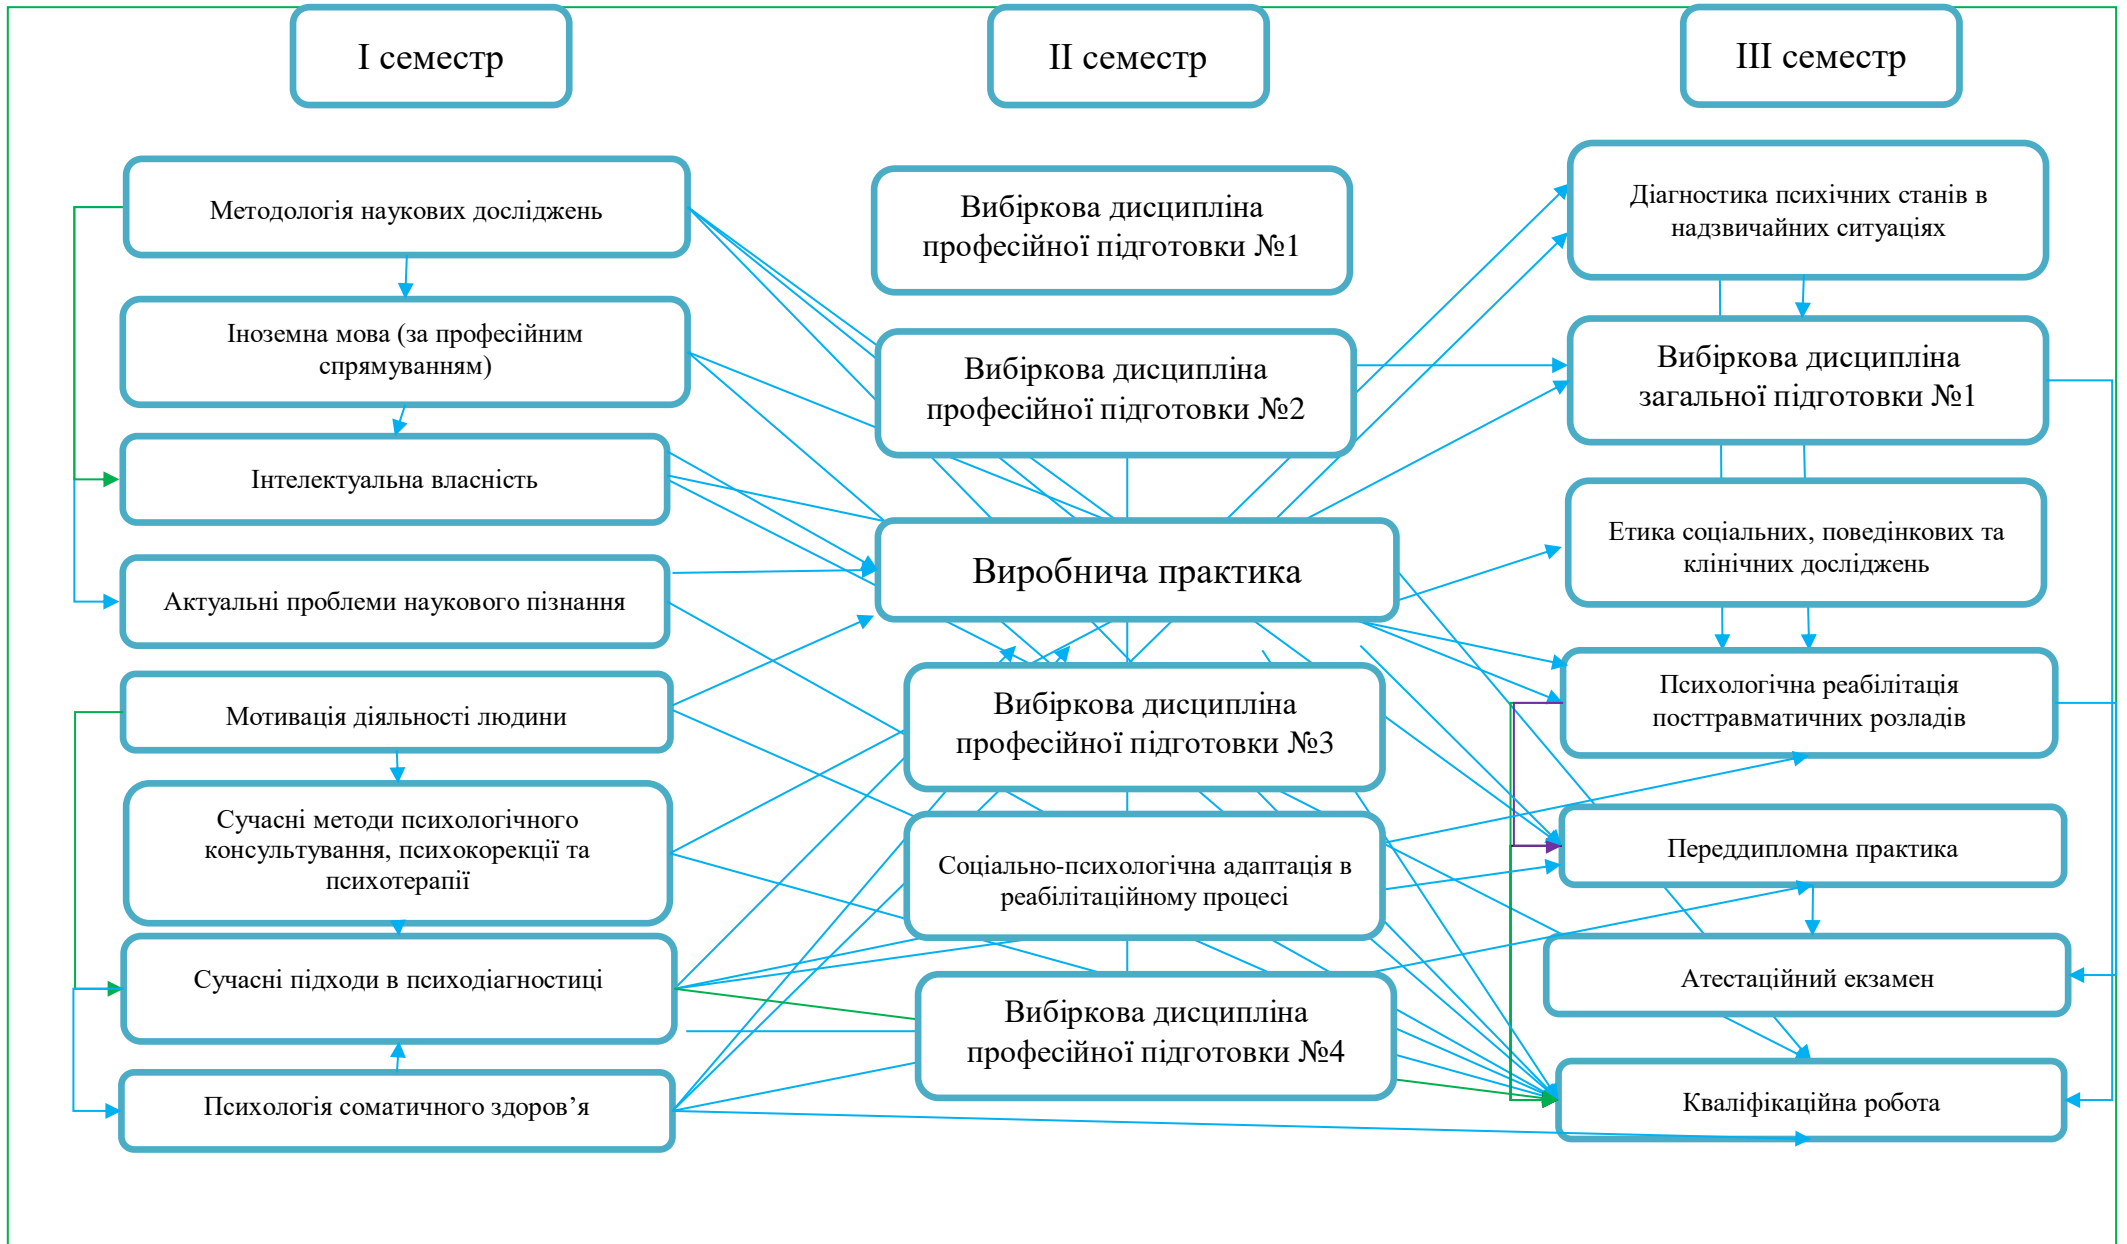 І семестр
ІІ семестр
ІІІ семестр
Методологія наукових досліджень
Іноземна мова (за професійним
спрямуванням)
Інтелектуальна власність
Актуальні проблеми наукового пізнання
Мотивація діяльності людини
Сучасні методи психологічного
консультування, психокорекції та
психотерапії
Сучасні підходи в психодіагностиці
Психологія соматичного здоров’я
Вибіркова дисципліна
професійної підготовки №1
Вибіркова дисципліна
професійної підготовки №2
Виробнича практика
Вибіркова дисципліна
професійної підготовки №3
Соціально-психологічна адаптація в
реабілітаційному процесі
Вибіркова дисципліна
професійної підготовки №4
Діагностика психічних станів в
надзвичайних ситуаціях
Вибіркова дисципліна
загальної підготовки №1
Етика соціальних, поведінкових та
клінічних досліджень
Психологічна реабілітація
посттравматичних розладів
Переддипломна практика
Атестаційний екзамен
Кваліфікаційна робота